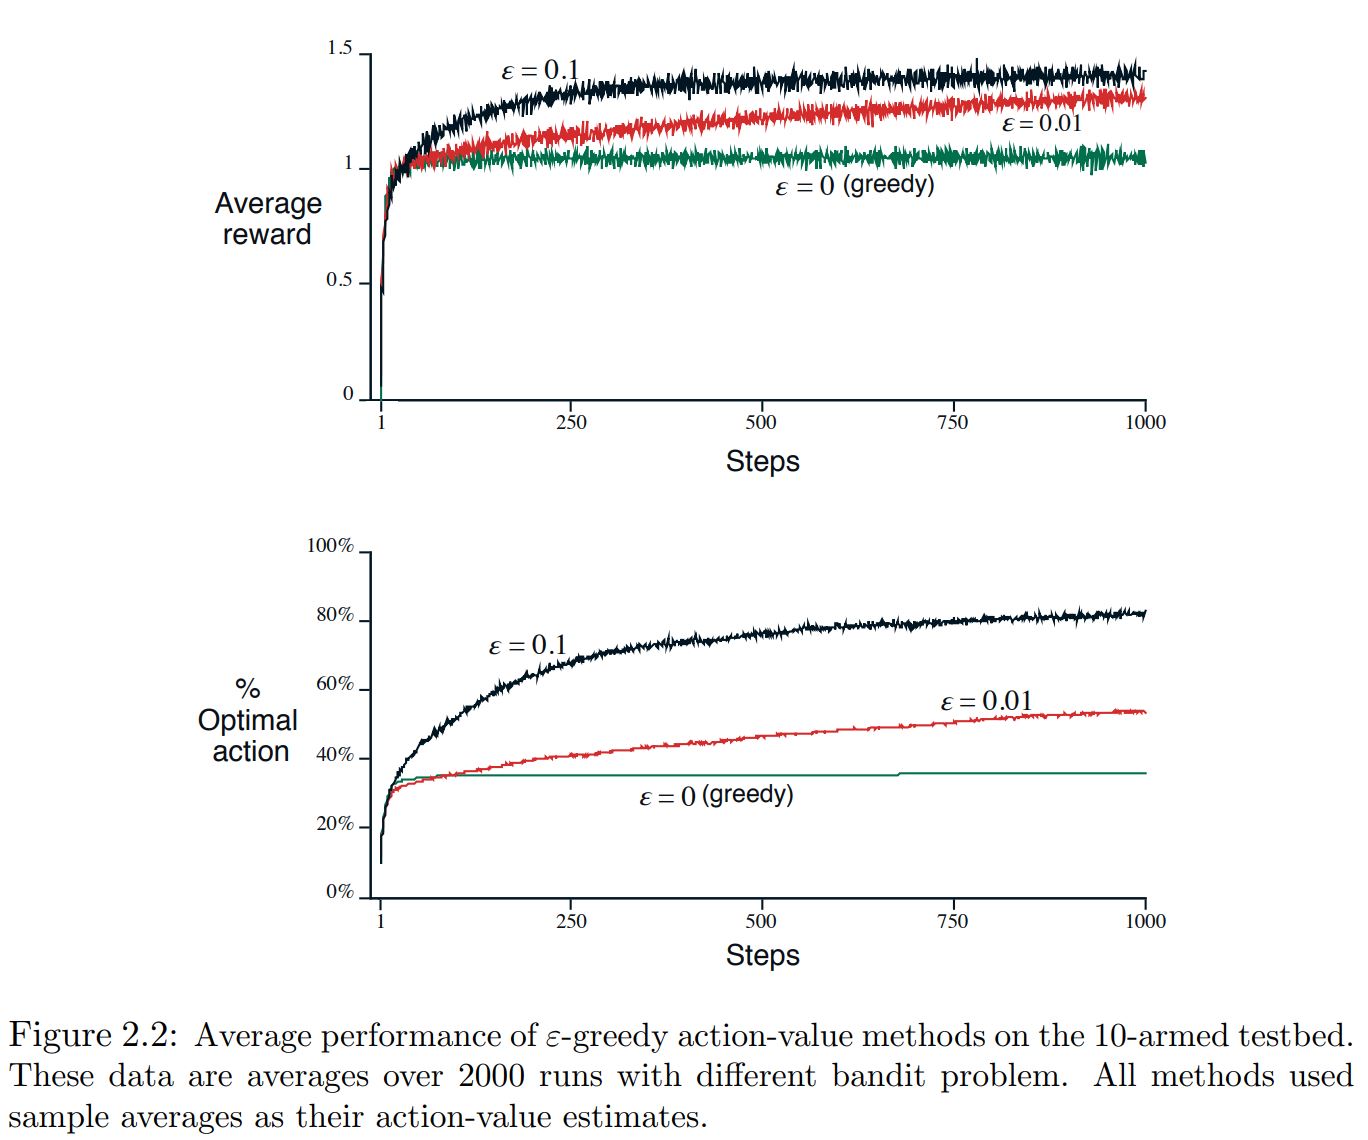 1.5
ε = 0.1
1
ε = 0.01
ε = 0 (greedy)
Average
reward
0.5
0
1 250 500 750 1000
Steps
100%
80%
ε = 0.1
60%
%
Optimal
action
ε = 0.01
40%
ε = 0 (greedy)
20%
0%
1 250 500 750 1000
Steps
Figure 2.2: Average performance of ε-greedy action-value methods on the 10-armed testbed.
These data are averages over 2000 runs with different bandit problem. All methods used
sample averages as their action-value estimates.